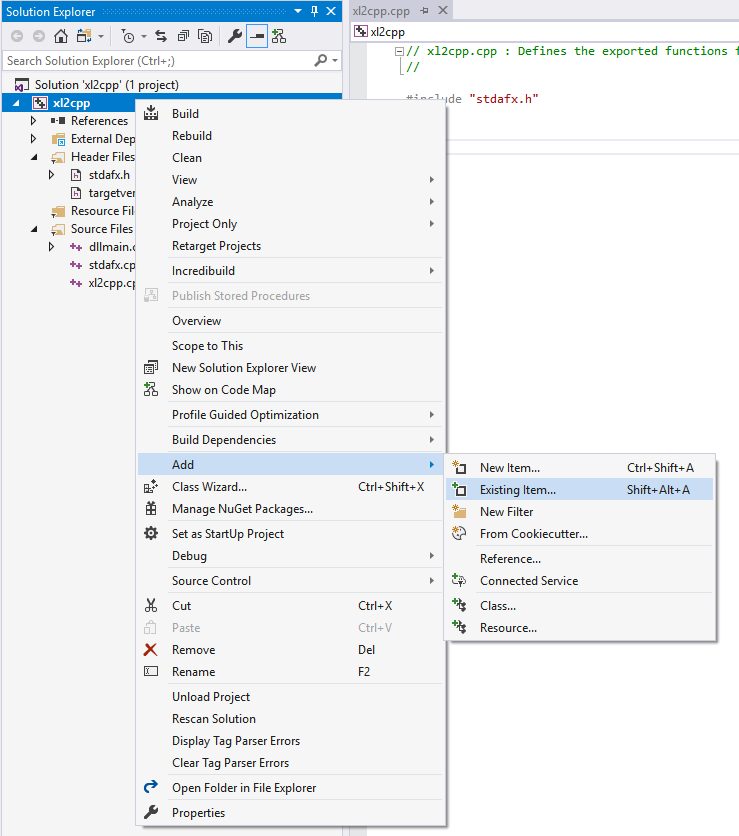 Solution Explorer
xl2cpp.cpp
xl2cpp
Search Solution Explorer (Ctrl+;)
// xl2cpp.cpp : Defines the exported functions f
//
#include "stdafx.h"
Solution 'xl2cpp' (1 project)
xl2cpp
References
External Dep
Header Files
stdafx.h
targetver
Resource Fil
Source Files
dllmain.c
stdafx.cp
xl2cpp.cp
Build
Rebuild
Clean
View
Analyze
Project Only
Retarget Projects
Incredibuild
Publish Stored Procedures
Overview
Scope to This
New Solution Explorer View
Show on Code Map
Profile Guided Optimization
Build Dependencies
Add
Class Wizard... Ctrl+Shift+X
Manage NuGet Packages...
Set as StartUp Project
Debug
Source Control
Cut Ctrl+X
Paste Ctrl+V
Remove Del
Rename F2
Unload Project
Rescan Solution
Display Tag Parser Errors
Clear Tag Parser Errors
Open Folder in File Explorer
Properties
New Item... Ctrl+Shift+A
Existing Item... Shift+Alt+A
New Filter
From Cookiecutter...
Reference...
Connected Service
Class...
Resource...